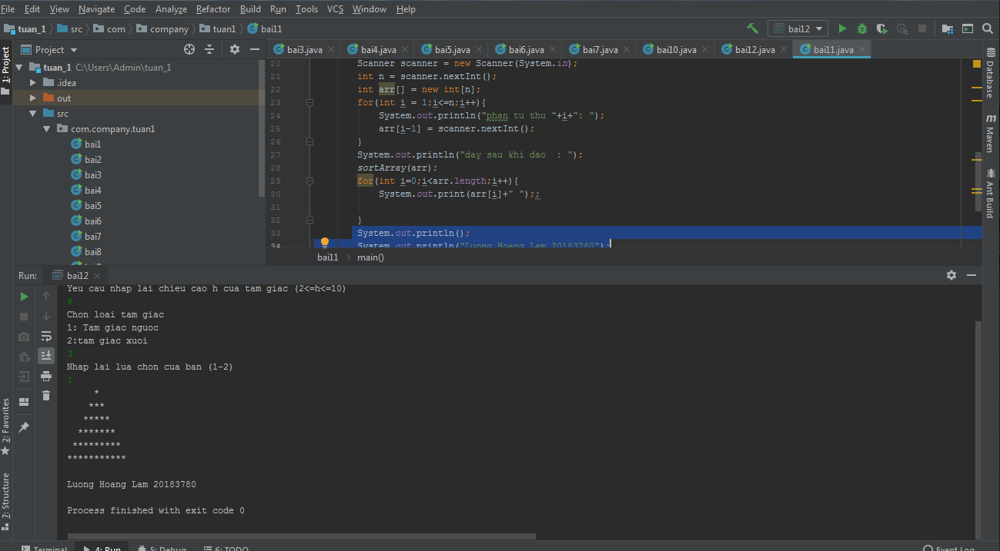 File Edit View Navigate Code Analyze Refactor Build Run Tools VCS Window Help
tuan_1 src com company tuan1 bai11 bai12
1: Project
Project
bai3.java bai4.java bai5.java bai6.java bai7.java bai10.java bai12.java bai11.java
tuan_1 C:\Users\Admin\tuan_1
.idea
out
src
com.company.tuan1
bai1
bai2
bai3
bai4
bai5
bai6
bai7
bai8
20 Scanner scanner = new Scanner(System.in);
21 int n = scanner.nextInt();
22 int arr[] = new int[n];
23 for(int i = 1;i<=n;i++){
24 System.out.println("phan tu thu "+i+": ");
25 arr[i-1] = scanner.nextInt();
26 }
27 System.out.println("day sau khi dao  : ");
28 sortArray(arr);
29 for(int i=0;i<arr.length;i++){
30 System.out.print(arr[i]+" ");;
31
32 }
33 System.out.println();
34 System.out.println("Luong Hoang Lam 20183780");
bai11 main()
Database
Maven
Ant Build
Run: bai12
Yeu cau nhap lai chieu cao h cua tam giac (2<=h<=10)
6
Chon loai tam giac
1: Tam giac nguoc
2:tam giac xuoi
3
Nhap lai lua chon cua ban (1-2)
1
*
***
*****
*******
*********
***********
Luong Hoang Lam 20183780
Process finished with exit code 0
2: Favorites
7: Structure
Terminal 4: Run 5: Debug 6: TODO Event Log